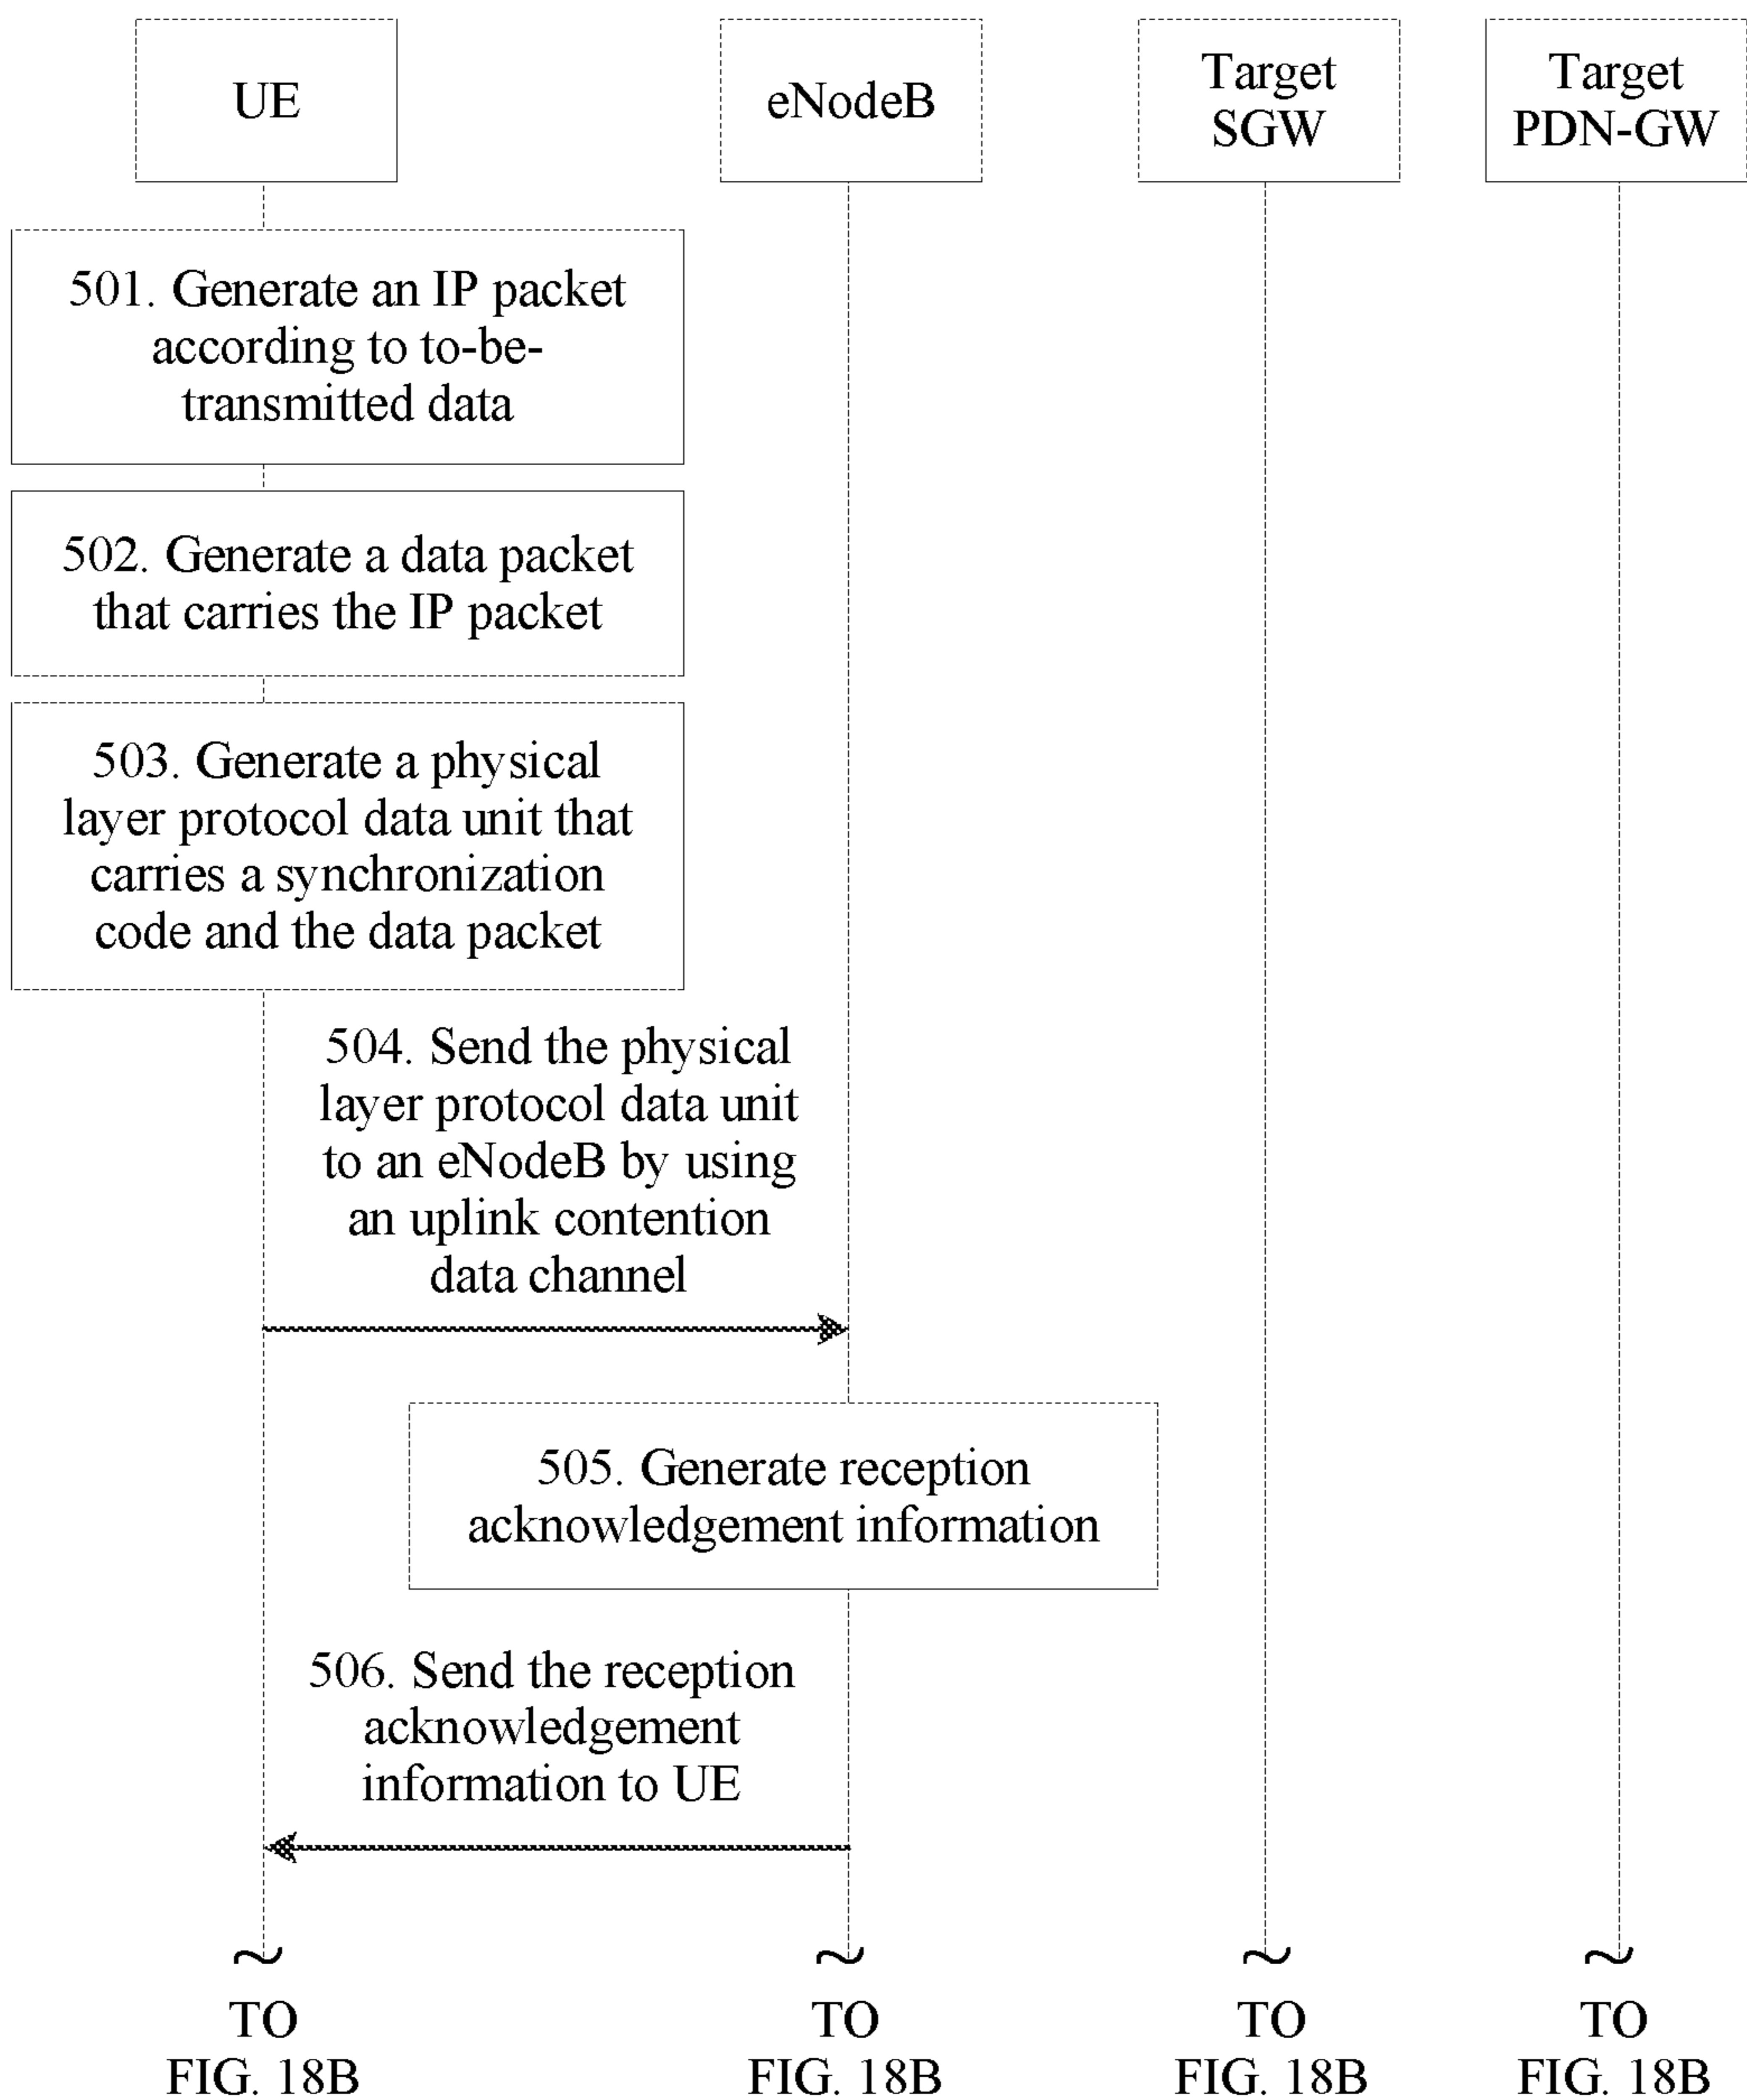 UE
eNodeB
Target
SGW
Target
PDN-GW
501. Generate an IP packet
according to to-be-
transmitted data
502. Generate a data packet
that carries the IP packet
503. Generate a physical
layer protocol data unit that
carries a synchronization
code and the data packet
504. Send the physical
layer protocol data unit
to an eNodeB by using
an uplink contention
data channel
505. Generate reception
acknowledgement information
506. Send the reception
acknowledgement
information to UE
TO
FIG. 18B
TO
FIG. 18B
TO
FIG. 18B
TO
FIG. 18B